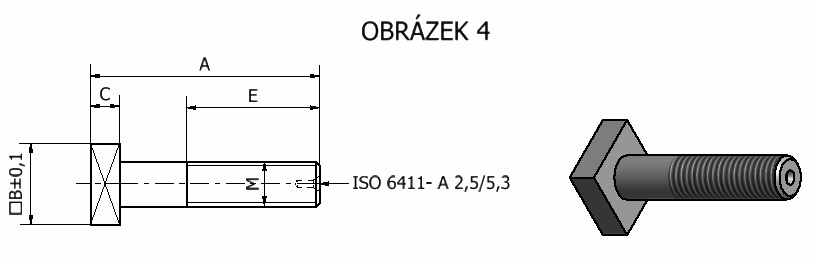 OBRÁZEK 4
A
C
E
□B±0,1
M
ISO 6411- A 2,5/5,3